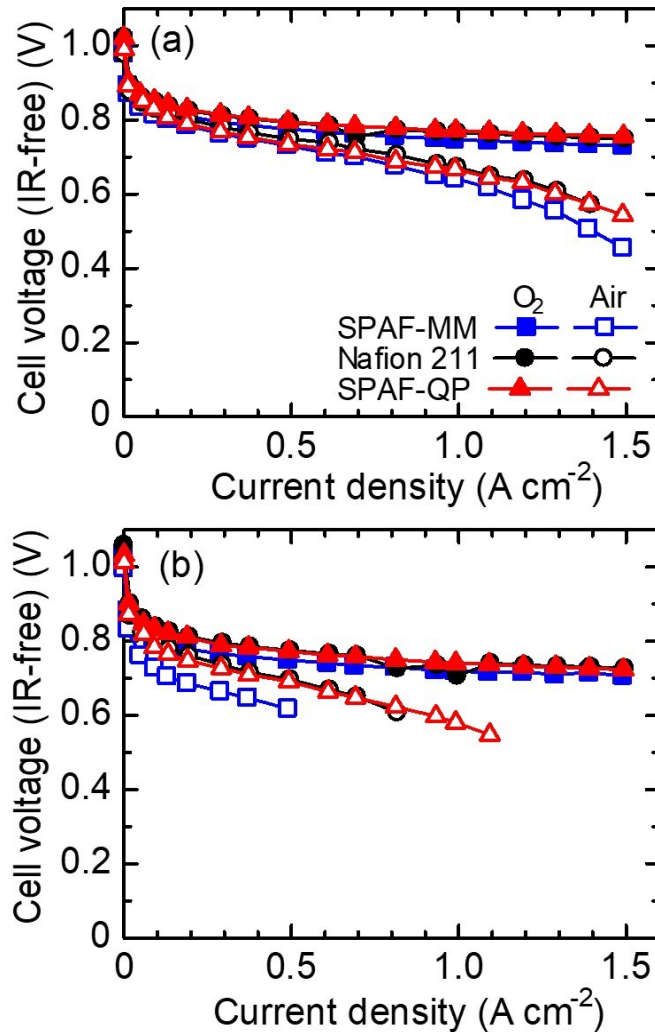 (a)
Cell voltage (IR-free) (V)
1.0
0.8
0.6
0.4
0.2
0
O₂ Air
SPAF-MM
Nafion 211
SPAF-QP
0 0.5 1.0 1.5
Current density (A cm⁻²)
(b)
Cell voltage (IR-free) (V)
1.0
0.8
0.6
0.4
0.2
0
0 0.5 1.0 1.5
Current density (A cm⁻²)